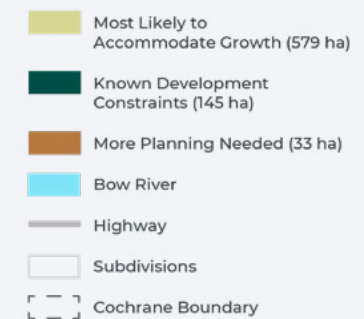 Most Likely to
Accommodate Growth (579 ha)
Known Development
Constraints (145 ha)
More Planning Needed (33 ha)
Bow River
Highway
Subdivisions
Cochrane Boundary